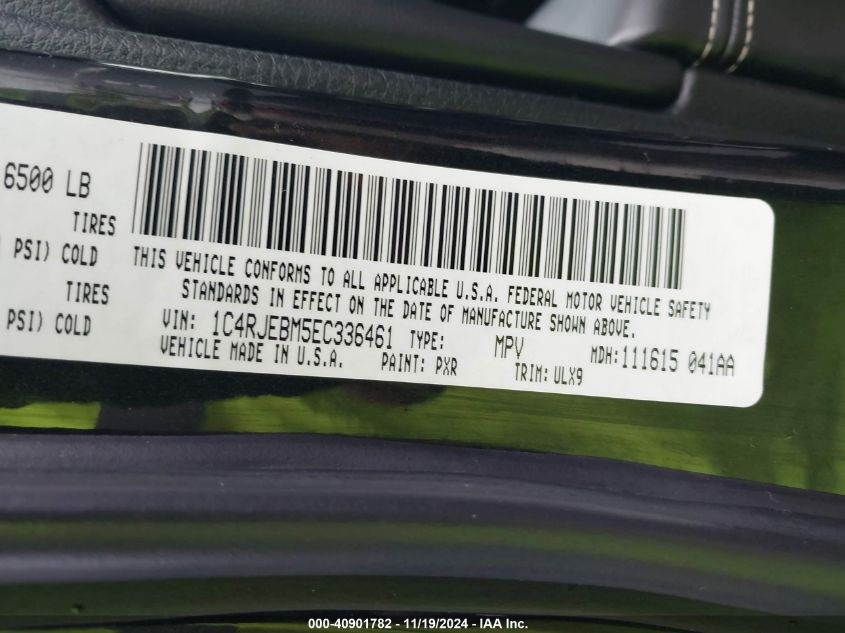 6500 LB
TIRES
PSI) COLD
TIRES
PSI) COLD
THIS VEHICLE CONFORMS TO ALL APPLICABLE U.S.A. FEDERAL MOTOR VEHICLE SAFETY
STANDARDS IN EFFECT ON THE DATE OF MANUFACTURE SHOWN ABOVE.
VIN: 1C4RJEBM5EC336461 TYPE: MPV MDH:111615 041AA
VEHICLE MADE IN U.S.A. PAINT: PXR TRIM: ULX9
000-40901782 - 11/19/2024 - IAA Inc.